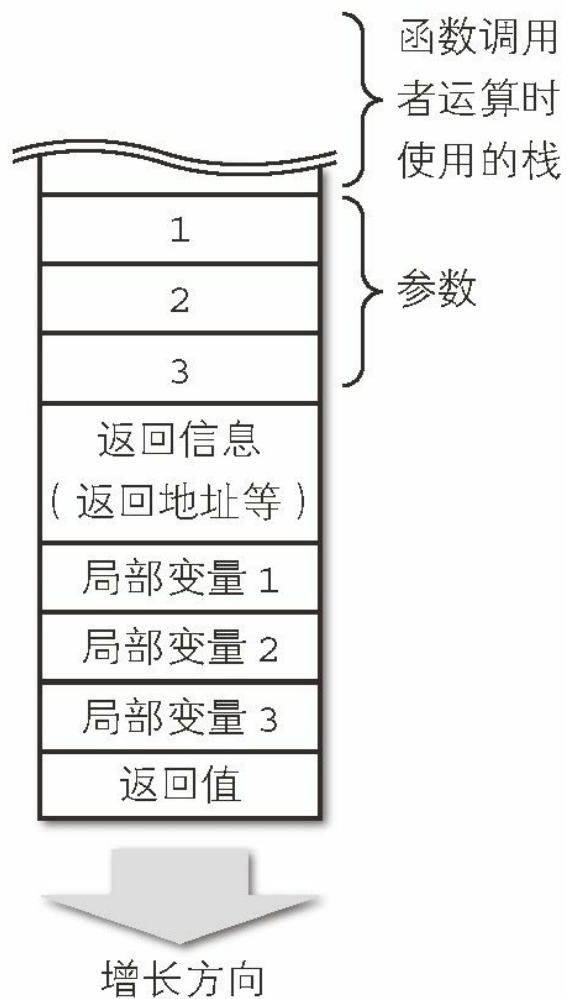 函数调用
者运算时
使用的栈
1
2
3
参数
返回信息
(返回地址等)
局部变量 1
局部变量 2
局部变量 3
返回值
增长方向